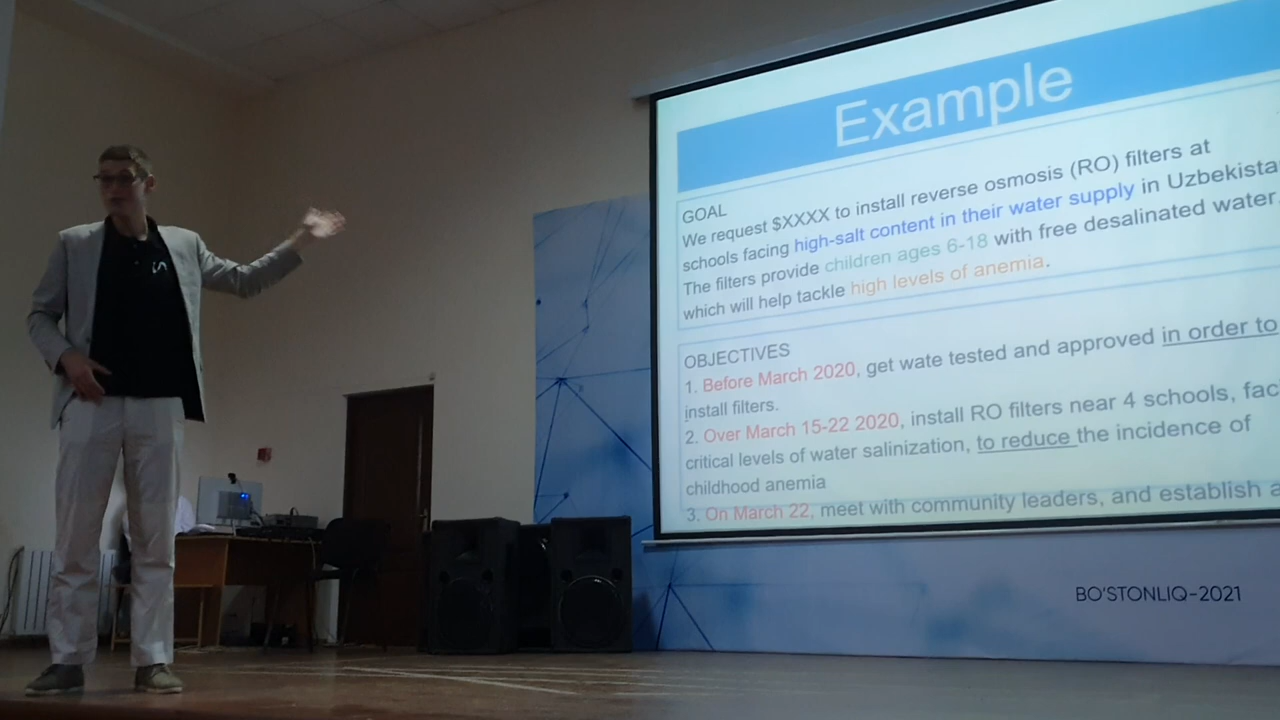 Example
GOAL
We request $XXXX to install reverse osmosis (RO) filters at
schools facing high-salt content in their water supply in Uzbekista
The filters provide children ages 6-18 with free desalinated water
which will help tackle high levels of anemia.
OBJECTIVES
1. Before March 2020, get wate tested and approved in order to
install filters.
2. Over March 15-22 2020, install RO filters near 4 schools, fac
critical levels of water salinization, to reduce the incidence of
childhood anemia
3. On March 22, meet with community leaders, and establish a
BO'STONLIQ-2021